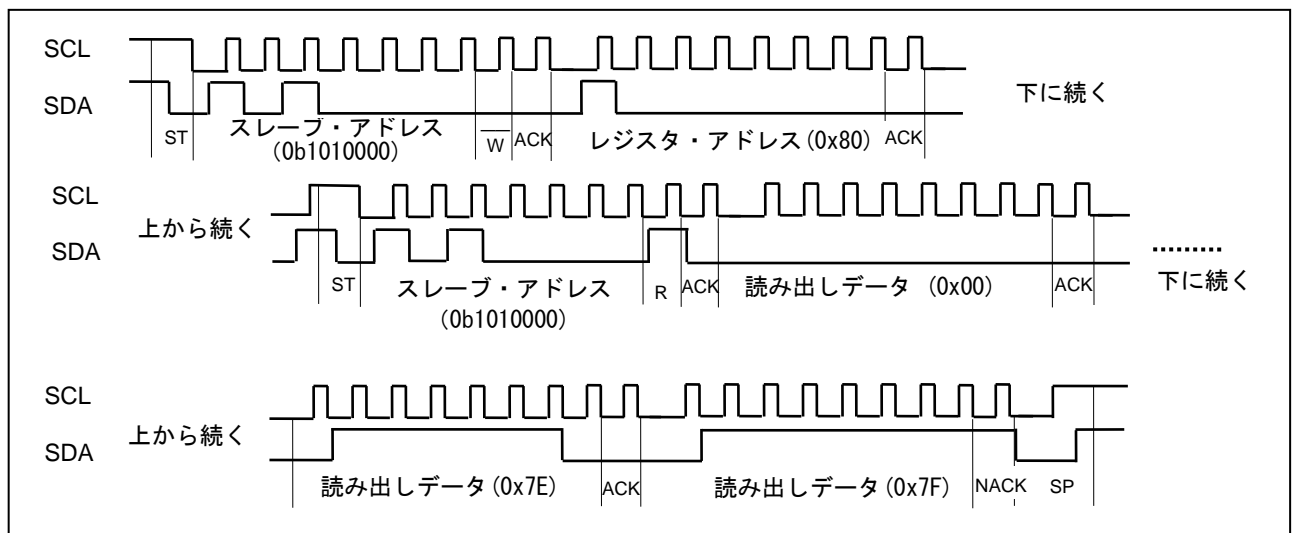 SCL
SDA
下に続く
ST
スレーブ・アドレス
(0b1010000)
W
ACK
レジスタ・アドレス(0x80)
ACK
SCL
上から続く
SDA
ST
スレーブ・アドレス
(0b1010000)
R
ACK
読み出しデータ (0x00)
ACK
………
下に続く
SCL
上から続く
SDA
読み出しデータ(0x7E)
ACK
読み出しデータ(0x7F)
NACK
SP